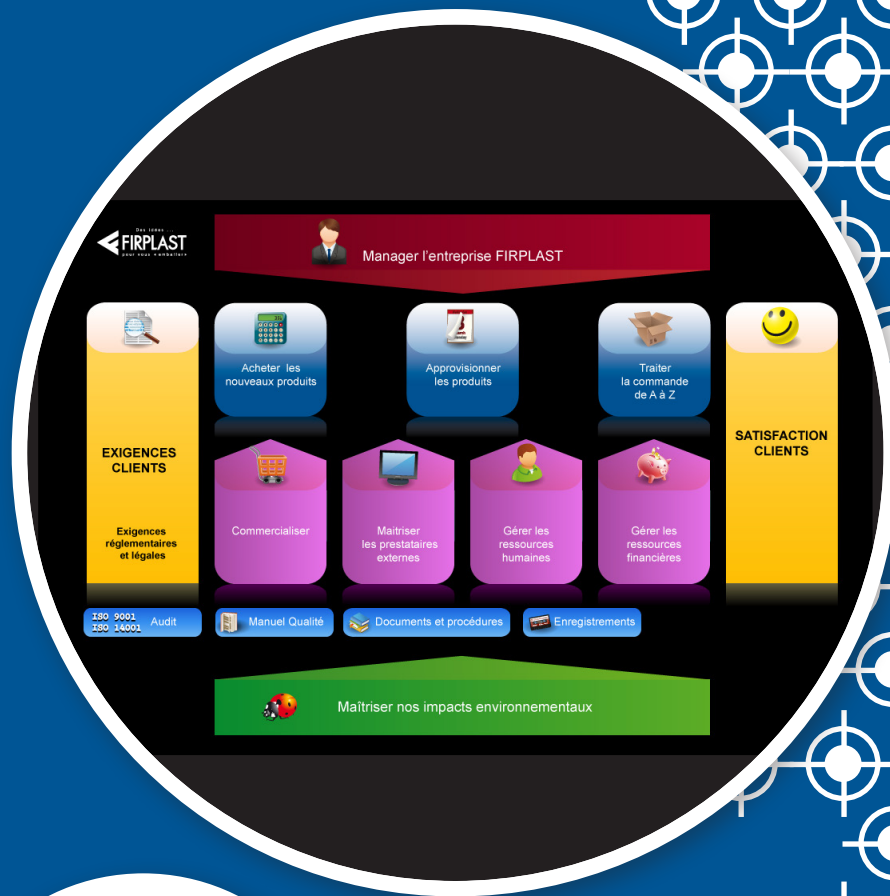 Des idées ...
FIRPLAST
pour vous «emballer»
Manager l'entreprise FIRPLAST
Acheter les
nouveaux produits
Approvisionner
les produits
Traiter
la commande
de A à Z
EXIGENCES
CLIENTS
Exigences
réglementaires
et légales
SATISFACTION
CLIENTS
Commercialiser
Maitriser
les prestataires
externes
Gérer les
ressources
humaines
Gérer les
ressources
financières
ISO 9001
ISO 14001
Audit
Manuel Qualité
Documents et procédures
Enregistrements
Maîtriser nos impacts environnementaux